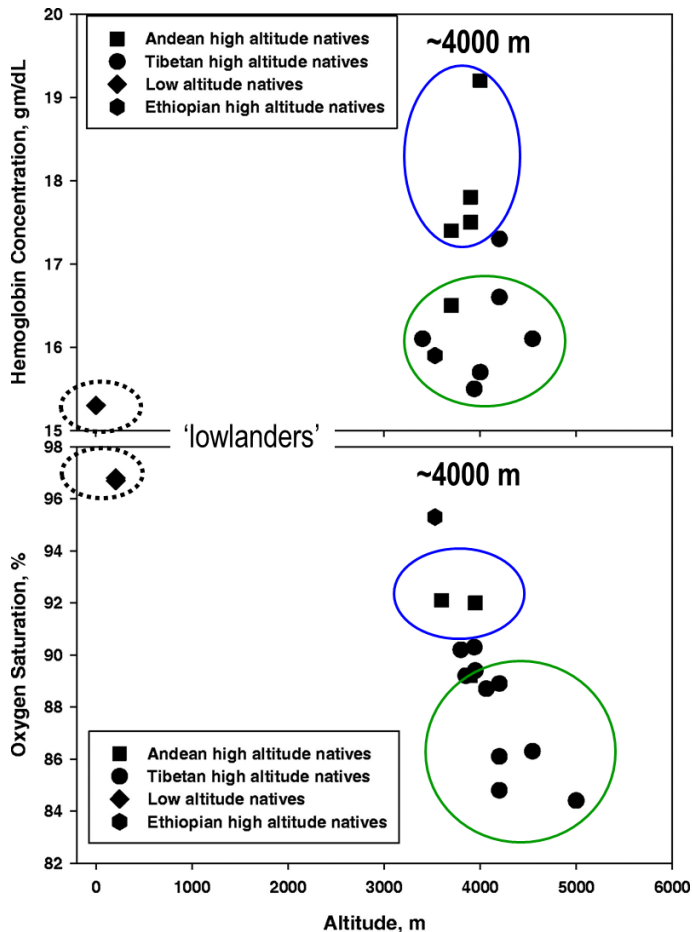 20
Andean high altitude natives
Tibetan high altitude natives
Low altitude natives
Ethiopian high altitude natives
~4000 m
19
18
17
16
15
Hemoglobin Concentration, gm/dL
'lowlanders'
98
~4000 m
96
94
92
90
88
86
84
82
Oxygen Saturation, %
Andean high altitude natives
Tibetan high altitude natives
Low altitude natives
Ethiopian high altitude natives
0 1000 2000 3000 4000 5000 6000
Altitude, m